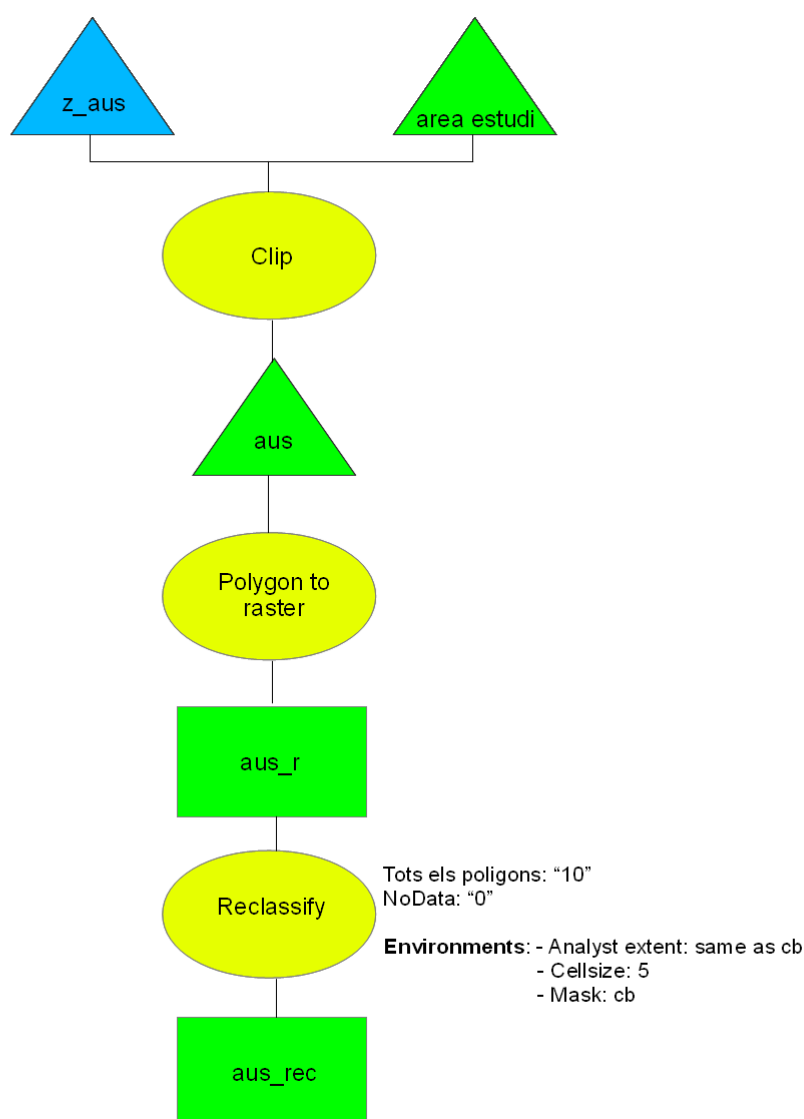 z_aus
area estudi
Clip
aus
Polygon to
raster
aus_r
Reclassify
Tots els poligons: “10”
NoData: “0”
Environments: - Analyst extent: same as cb
- Cellsize: 5
- Mask: cb
aus_rec